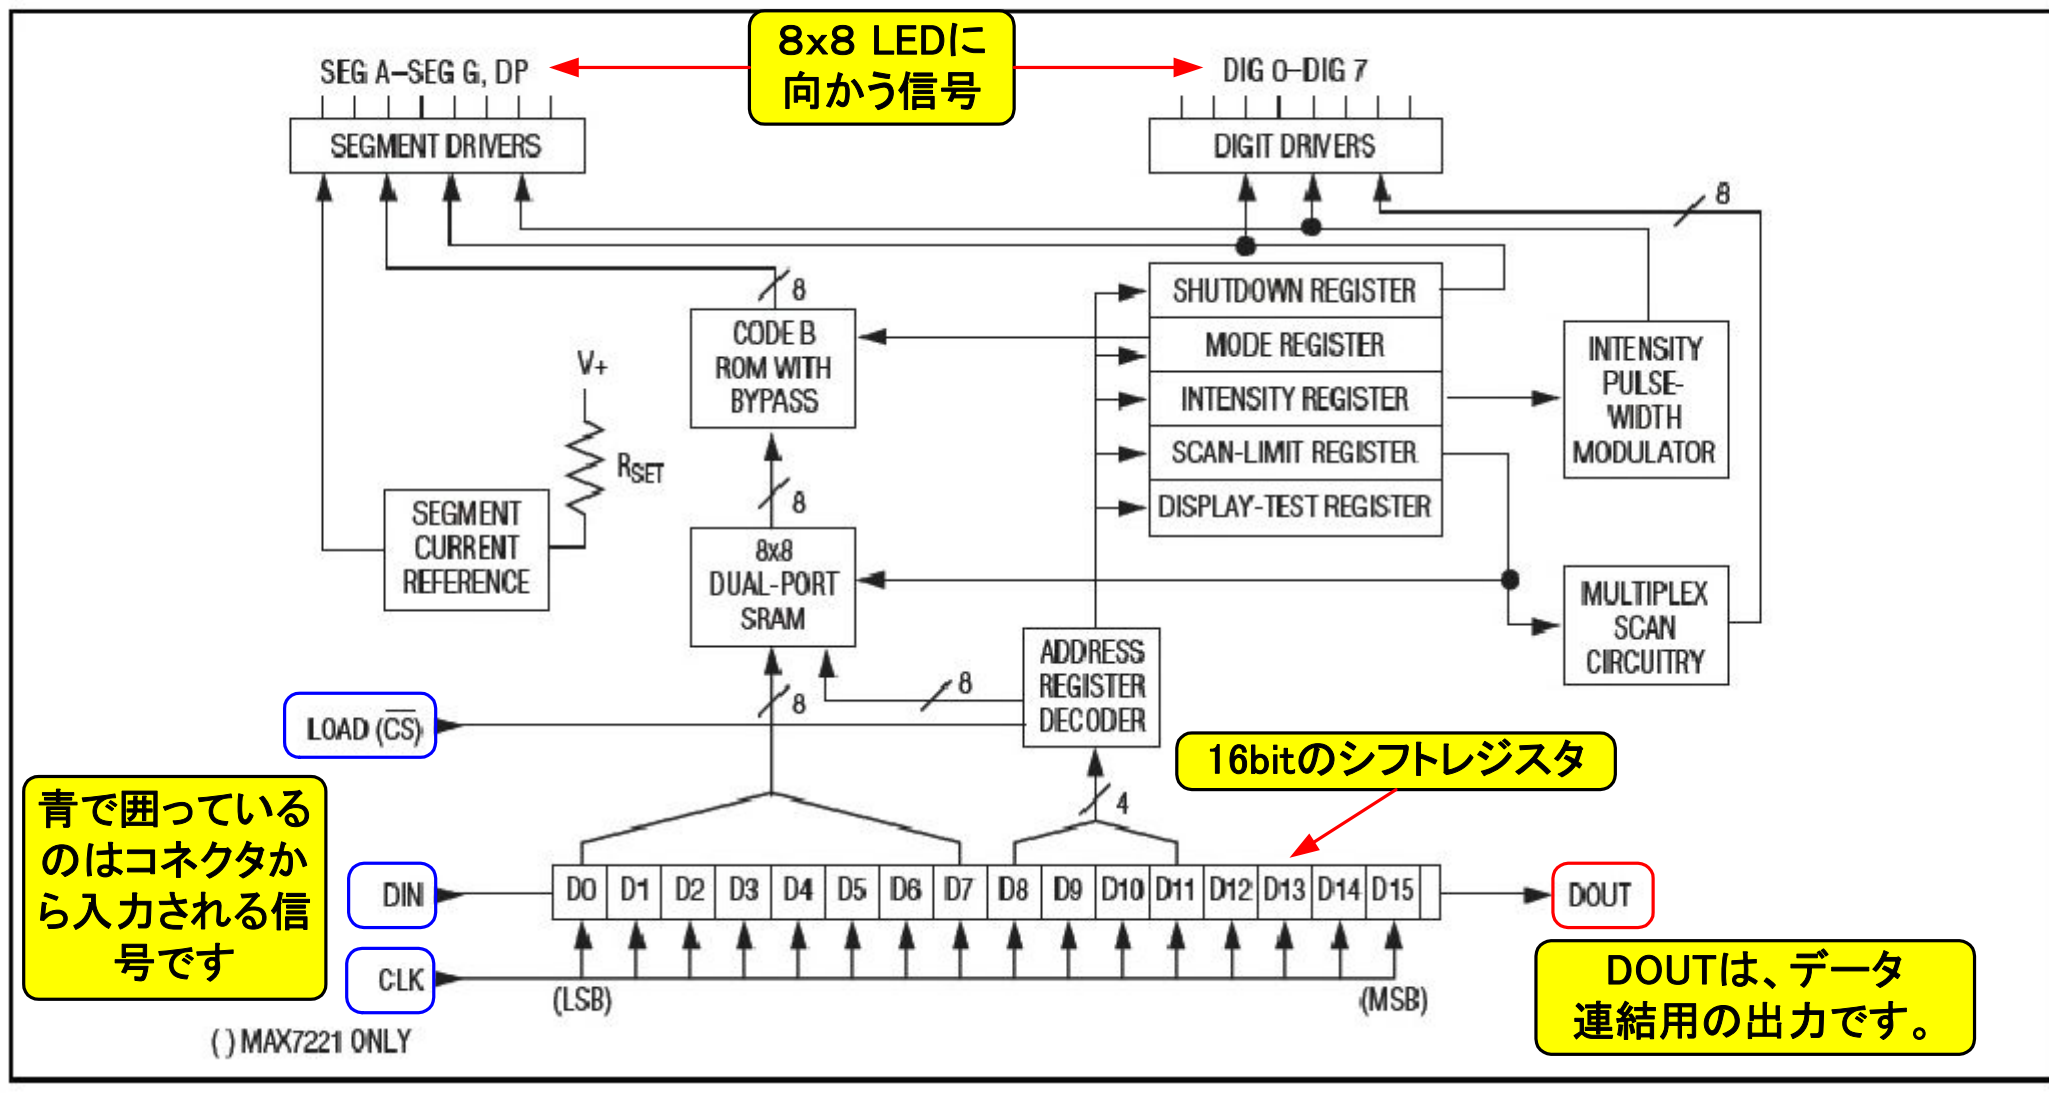 8x8 LEDに
向かう信号
SEG A–SEG G, DP
DIG 0–DIG 7
SEGMENT DRIVERS
DIGIT DRIVERS
8
8
SHUTDOWN REGISTER
MODE REGISTER
INTENSITY REGISTER
SCAN-LIMIT REGISTER
DISPLAY-TEST REGISTER
CODE B
ROM WITH
BYPASS
INTENSITY
PULSE-
WIDTH
MODULATOR
V+
RSET
8
SEGMENT
CURRENT
REFERENCE
8x8
DUAL-PORT
SRAM
MULTIPLEX
SCAN
CIRCUITRY
ADDRESS
REGISTER
DECODER
8
8
LOAD (C̅S̅)
16bitのシフトレジスタ
4
青で囲っている
のはコネクタか
ら入力される信
号です
DIN
D0 D1 D2 D3 D4 D5 D6 D7 D8 D9 D10 D11 D12 D13 D14 D15
DOUT
CLK
(LSB)
(MSB)
DOUTは、データ
連結用の出力です。
( ) MAX7221 ONLY